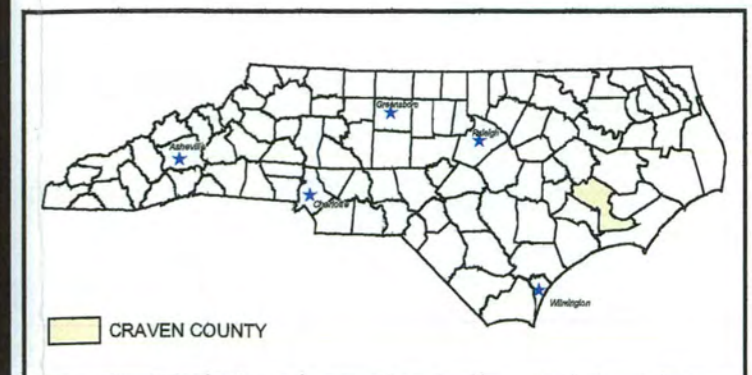 Greensboro
Raleigh
Asheville
Charlotte
Wilmington
CRAVEN COUNTY